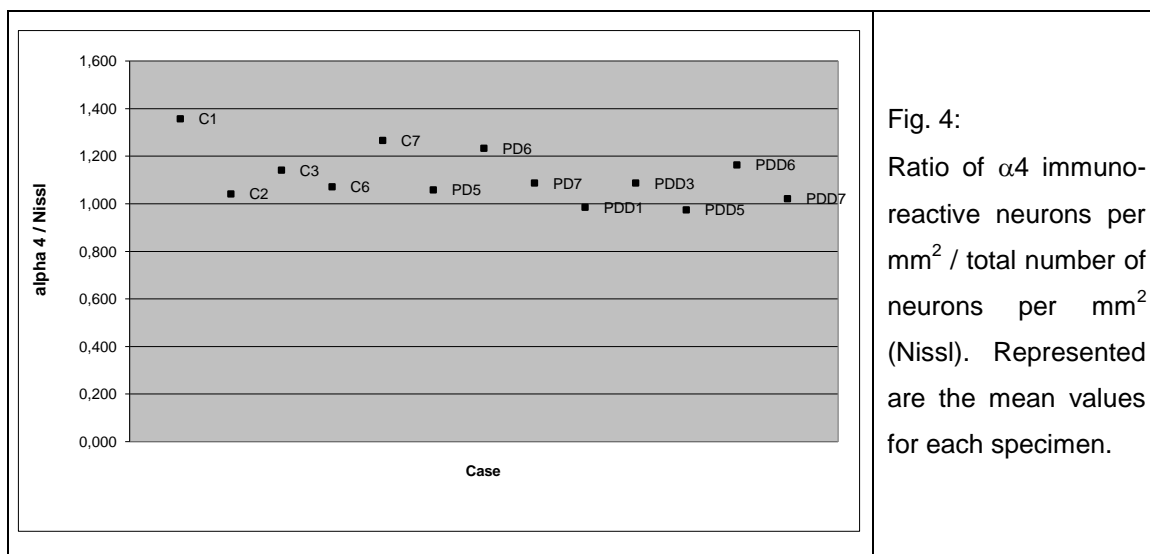 1,600
1,400
1,200
1,000
0,800
0,600
0,400
0,200
0,000
alpha 4 / Nissl
C1
C2
C3
C6
C7
PD5
PD6
PD7
PDD1
PDD3
PDD5
PDD6
PDD7
Case
Fig. 4:
Ratio of α4 immuno-
reactive neurons per
mm² / total number of
neurons per mm²
(Nissl). Represented
are the mean values
for each specimen.